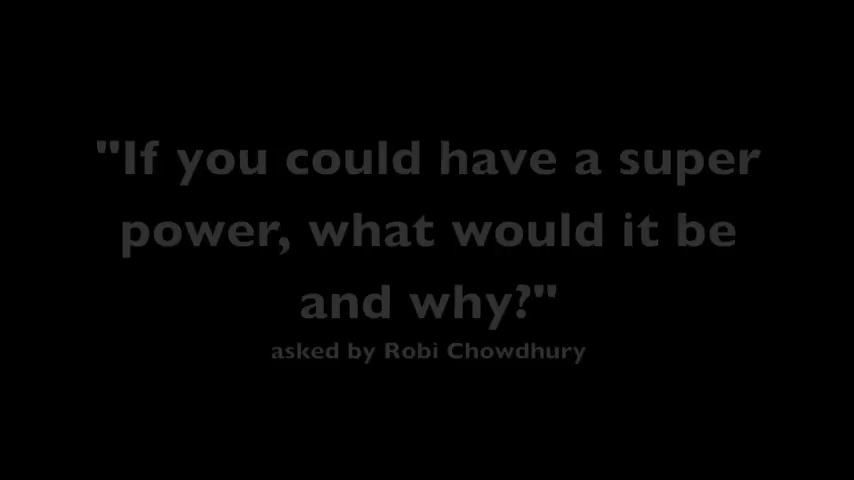 "If you could have a super
power, what would it be
and why?"
asked by Robi Chowdhury